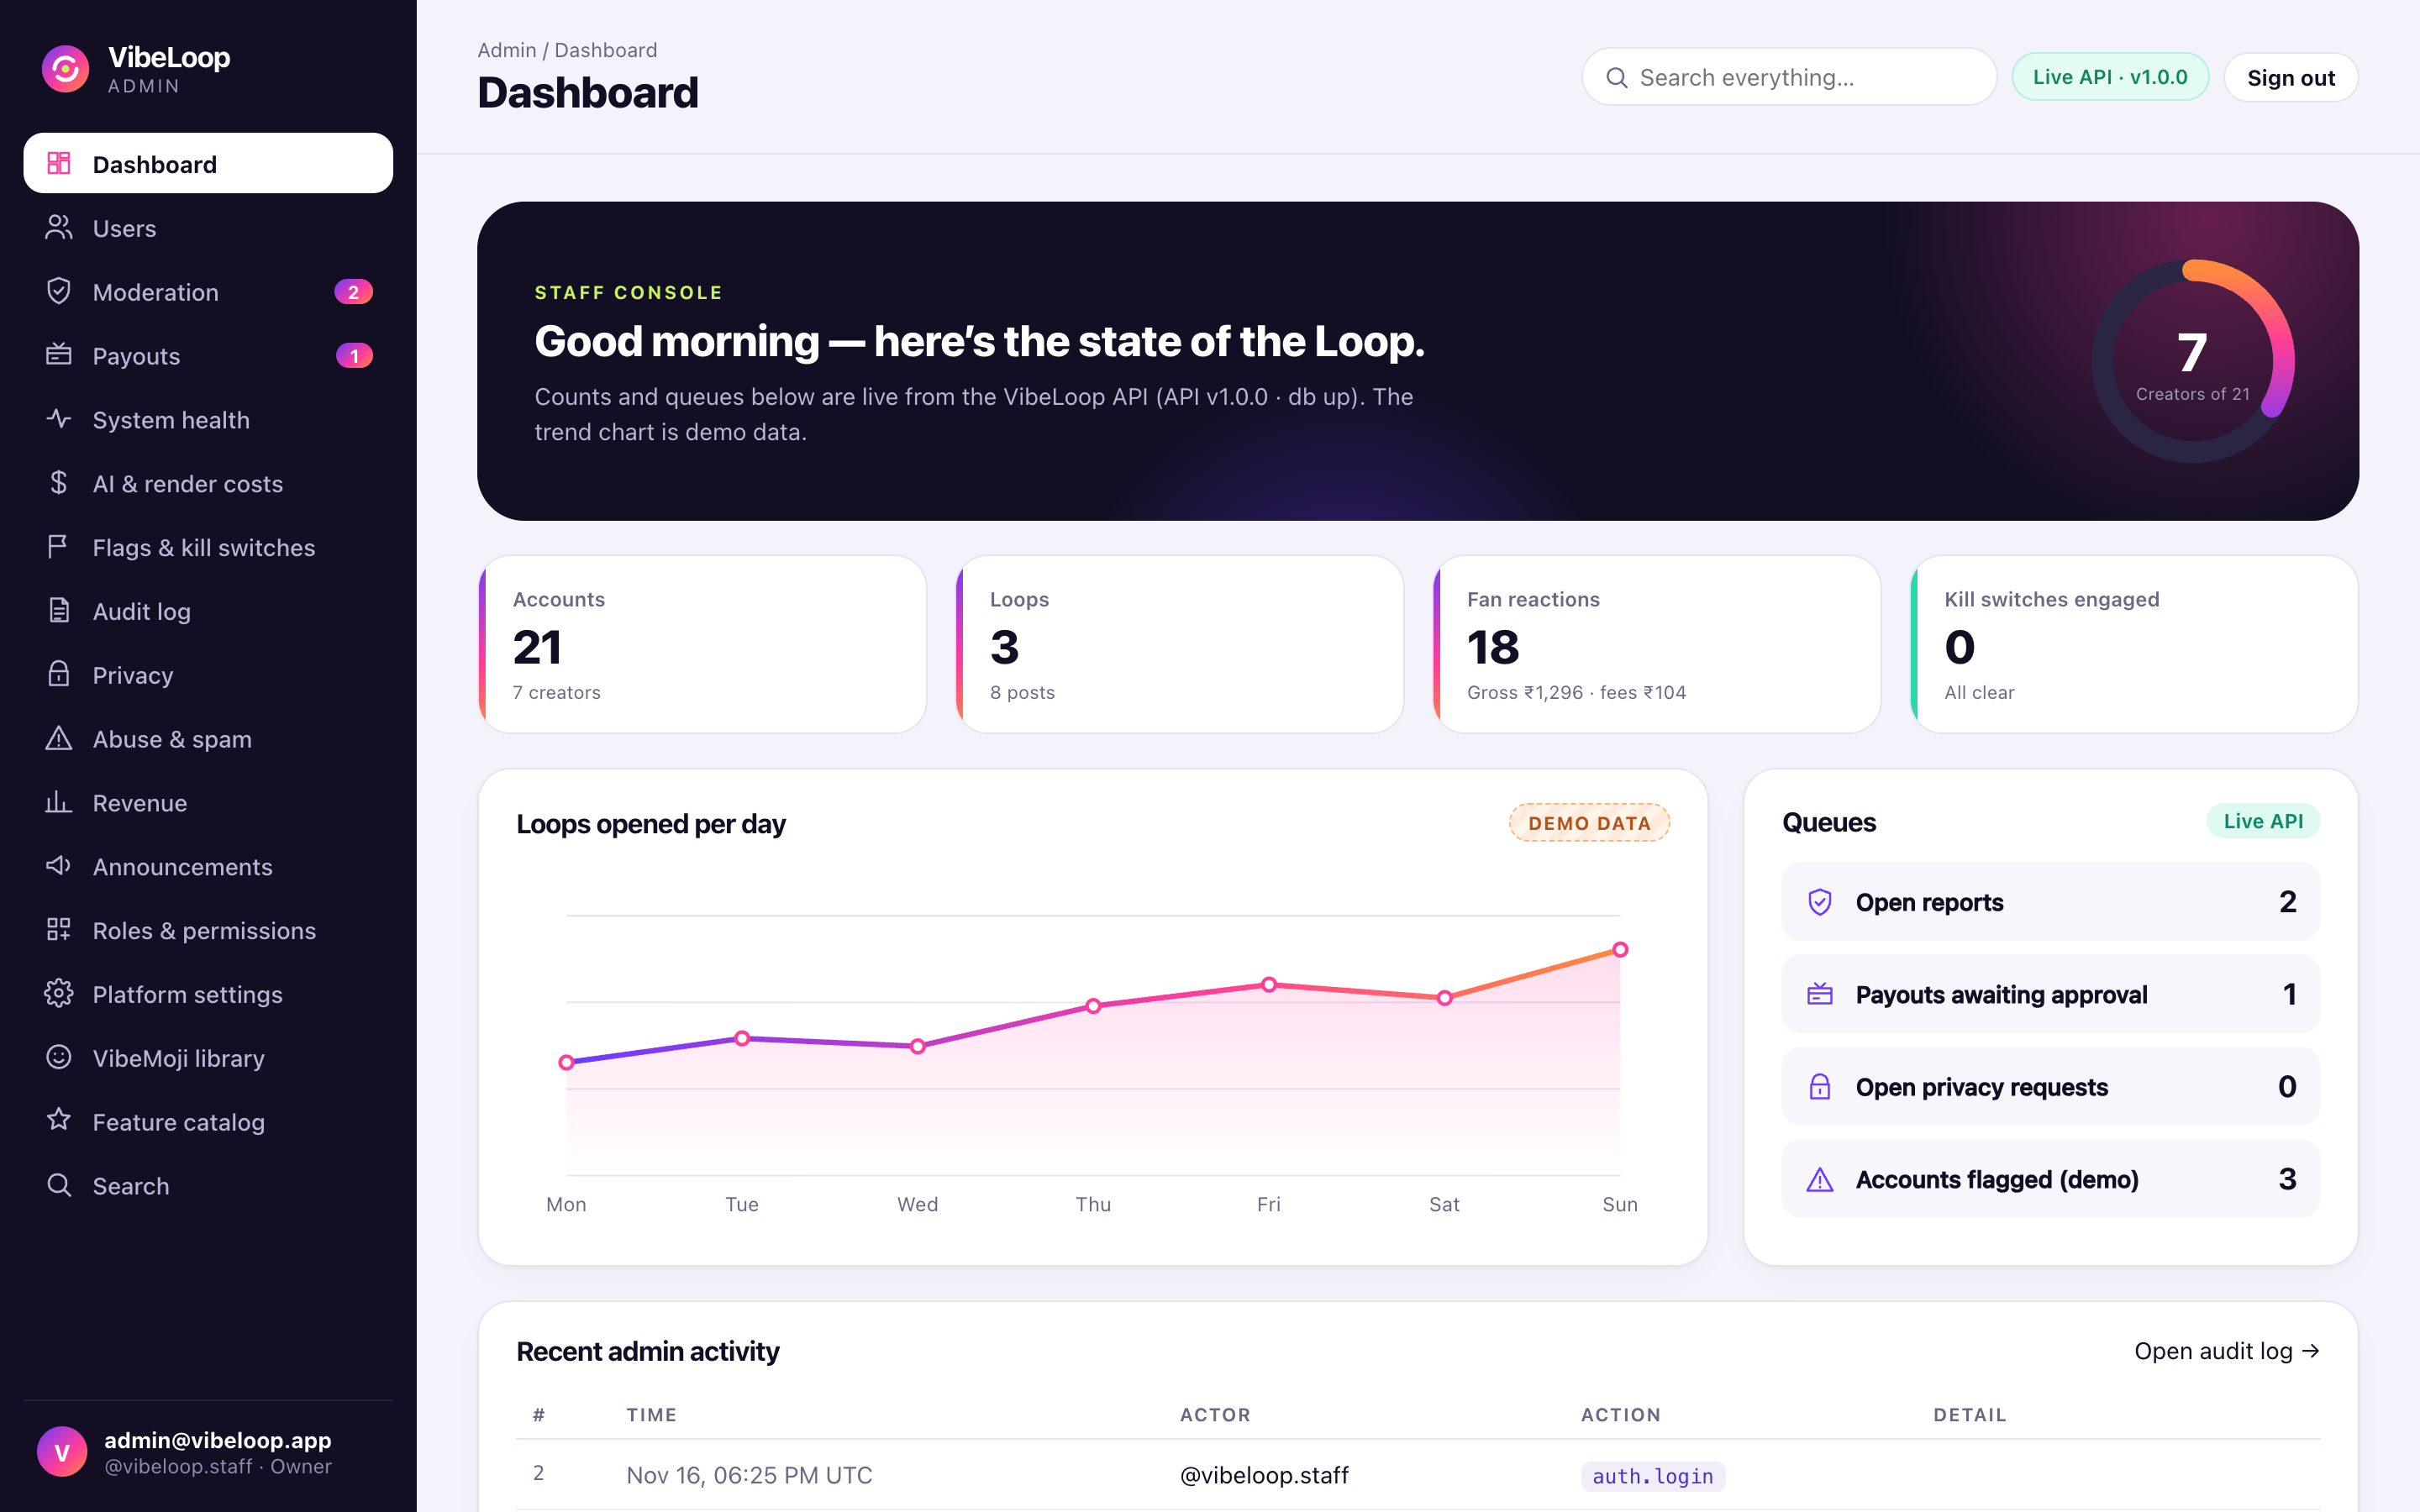 VibeLoop
ADMIN
Dashboard
Users
Moderation 2
Payouts 1
System health
AI & render costs
Flags & kill switches
Audit log
Privacy
Abuse & spam
Revenue
Announcements
Roles & permissions
Platform settings
VibeMoji library
Feature catalog
Search
V
admin@vibeloop.app
@vibeloop.staff · Owner
Admin / Dashboard
Dashboard
Search everything...
Live API · v1.0.0
Sign out
STAFF CONSOLE
Good morning — here’s the state of the Loop.
Counts and queues below are live from the VibeLoop API (API v1.0.0 · db up). The
trend chart is demo data.
7
Creators of 21
Accounts
21
7 creators
Loops
3
8 posts
Fan reactions
18
Gross ₹1,296 · fees ₹104
Kill switches engaged
0
All clear
Loops opened per day
DEMO DATA
Mon Tue Wed Thu Fri Sat Sun
Queues
Live API
Open reports 2
Payouts awaiting approval 1
Open privacy requests 0
Accounts flagged (demo) 3
Recent admin activity
Open audit log →
# TIME ACTOR ACTION DETAIL
2 Nov 16, 06:25 PM UTC @vibeloop.staff auth.login